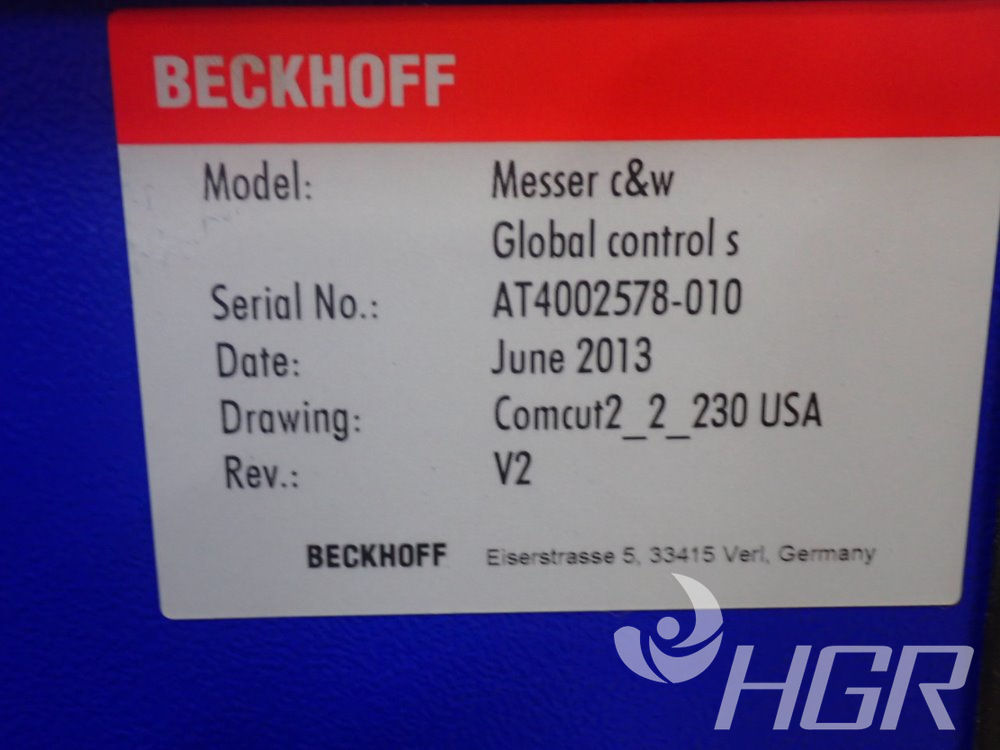 BECKHOFF
Model: Messer c&w
Global control s
Serial No.: AT4002578-010
Date: June 2013
Drawing: Comcut2_2_230 USA
Rev.: V2
BECKHOFF Eiserstrasse 5, 33415 Verl, Germany
HGR